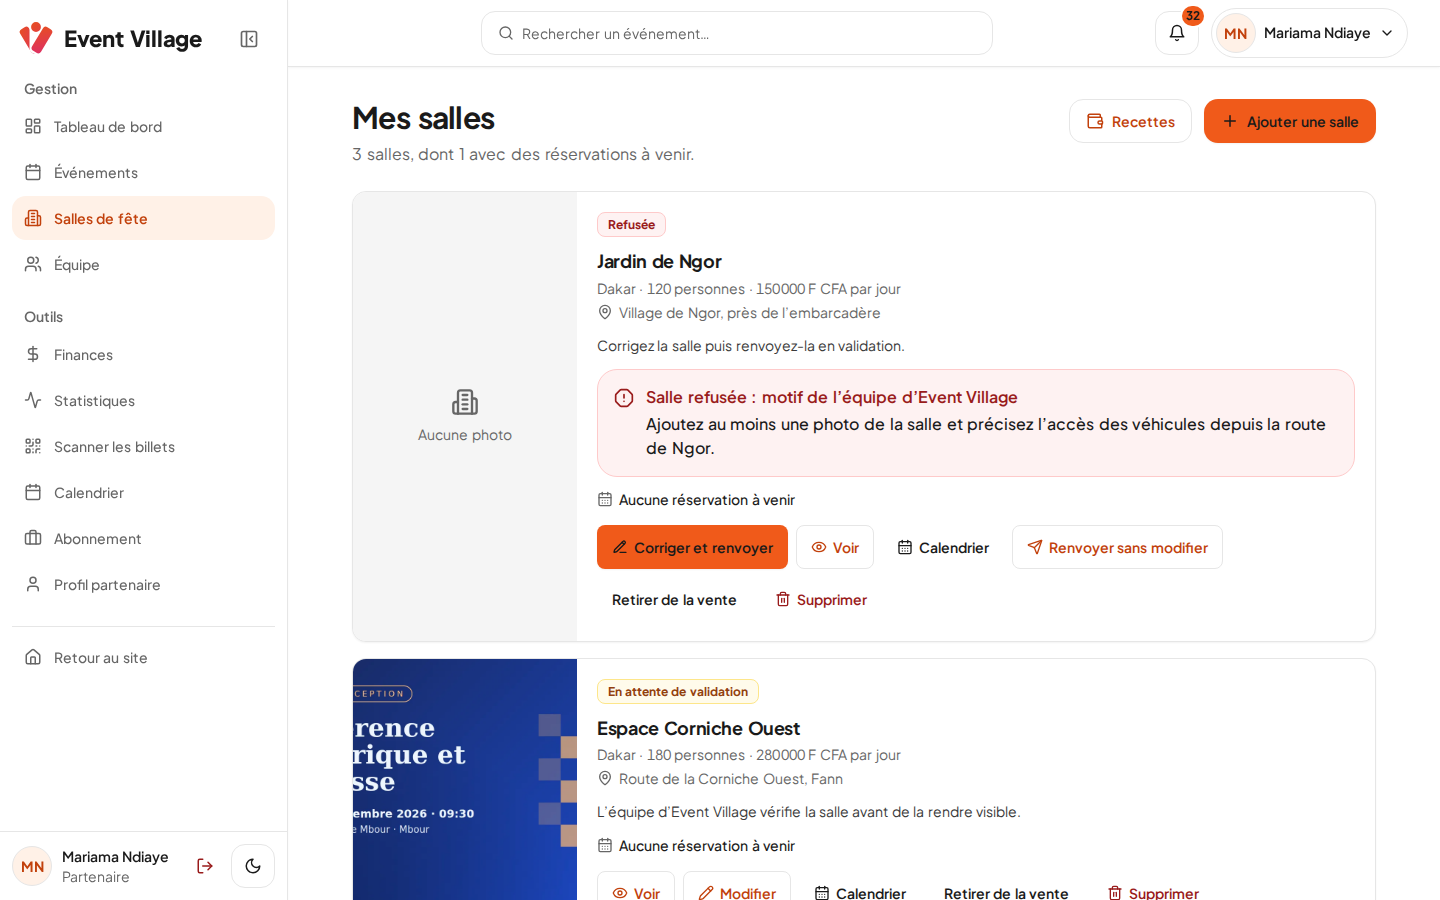 Event Village
Gestion
Tableau de bord
Événements
Salles de fête
Équipe
Outils
Finances
Statistiques
Scanner les billets
Calendrier
Abonnement
Profil partenaire
Retour au site
MN
Mariama Ndiaye
Partenaire
Rechercher un événement...
32
MN
Mariama Ndiaye
Mes salles
3 salles, dont 1 avec des réservations à venir.
Recettes
Ajouter une salle
Aucune photo
Refusée
Jardin de Ngor
Dakar · 120 personnes · 150 000 F CFA par jour
Village de Ngor, près de l’embarcadère
Corrigez la salle puis renvoyez-la en validation.
Salle refusée : motif de l’équipe d’Event Village
Ajoutez au moins une photo de la salle et précisez l’accès des véhicules depuis la route
de Ngor.
Aucune réservation à venir
Corriger et renvoyer
Voir
Calendrier
Renvoyer sans modifier
Retirer de la vente
Supprimer
CEPTION
rence
rique et
sse
embre 2026 · 09:30
e Mbour · Mbour
En attente de validation
Espace Corniche Ouest
Dakar · 180 personnes · 280 000 F CFA par jour
Route de la Corniche Ouest, Fann
L’équipe d’Event Village vérifie la salle avant de la rendre visible.
Aucune réservation à venir
Voir
Modifier
Calendrier
Retirer de la vente
Supprimer